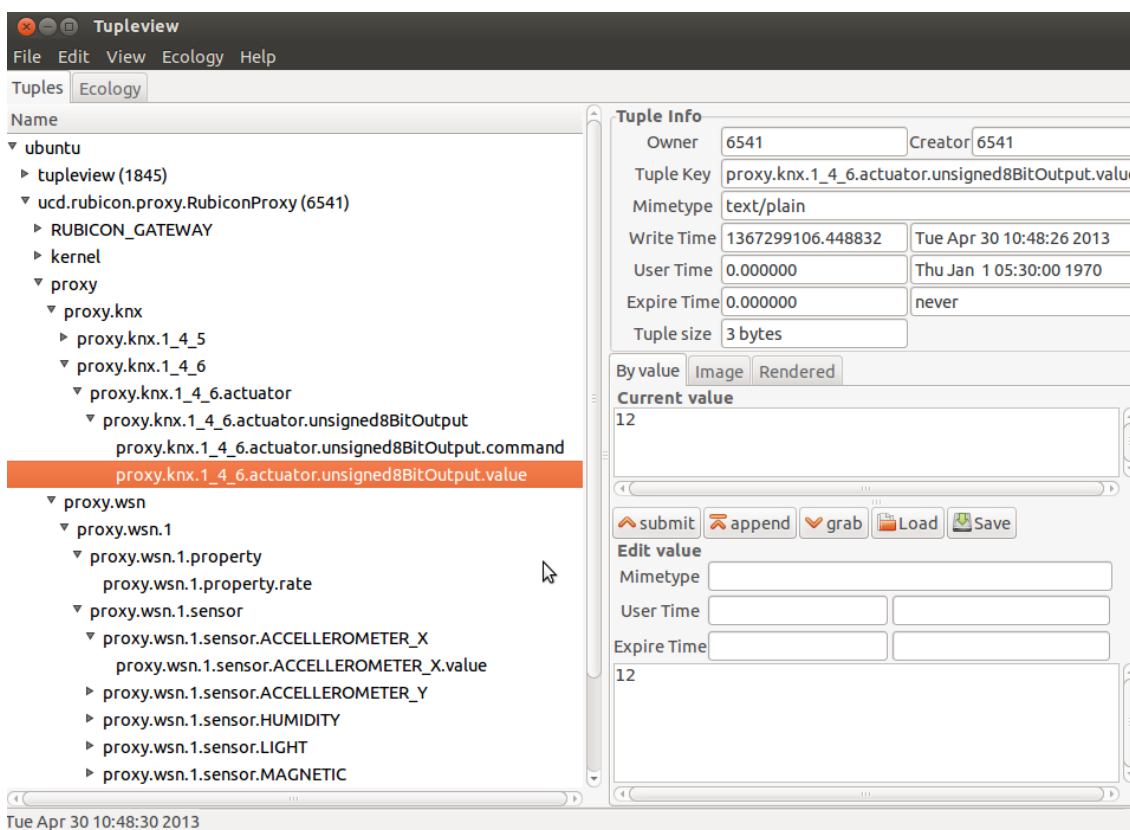 Tupleview
File Edit View Ecology Help
Tuples Ecology
Name
ubuntu
tupleview (1845)
ucd.rubicon.proxy.RubiconProxy (6541)
RUBICON_GATEWAY
kernel
proxy
proxy.knx
proxy.knx.1_4_5
proxy.knx.1_4_6
proxy.knx.1_4_6.actuator
proxy.knx.1_4_6.actuator.unsigned8BitOutput
proxy.knx.1_4_6.actuator.unsigned8BitOutput.command
proxy.knx.1_4_6.actuator.unsigned8BitOutput.value
proxy.wsn
proxy.wsn.1
proxy.wsn.1.property
proxy.wsn.1.property.rate
proxy.wsn.1.sensor
proxy.wsn.1.sensor.ACCELLEROMETER_X
proxy.wsn.1.sensor.ACCELLEROMETER_X.value
proxy.wsn.1.sensor.ACCELLEROMETER_Y
proxy.wsn.1.sensor.HUMIDITY
proxy.wsn.1.sensor.LIGHT
proxy.wsn.1.sensor.MAGNETIC
Tuple Info
Owner 6541 Creator 6541
Tuple Key proxy.knx.1_4_6.actuator.unsigned8BitOutput.value
Mimetype text/plain
Write Time 1367299106.448832 Tue Apr 30 10:48:26 2013
User Time 0.000000 Thu Jan 1 05:30:00 1970
Expire Time 0.000000 never
Tuple size 3 bytes
By value Image Rendered
Current value
12
submit append grab Load Save
Edit value
Mimetype
User Time
Expire Time
12
Tue Apr 30 10:48:30 2013